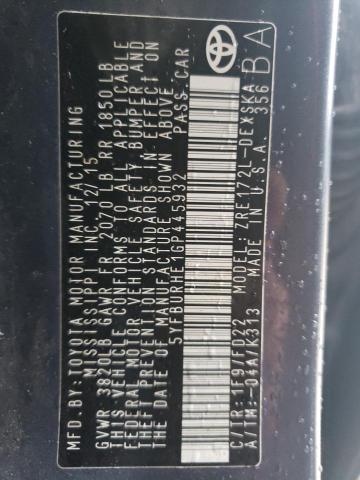 MFD.BY:TOYOTA MOTOR MANUFACTURING
MISSISSIPPI INC. 12/15
GVWR 3820LB GAWR FR 2070 LB RR 1850LB
THIS VEHICLE CONFORMS TO ALL APPLICABLE
FEDERAL MOTOR VEHICLE SAFETY, BUMPER, AND
THEFT PREVENTION STANDARDS IN EFFECT ON
THE DATE OF MANUFACTURE SHOWN ABOVE.
5YFBURHE1GP445932 PASS.CAR
C/TR:1F9/FD22 MODEL:ZRE172L-DEXSKA
A/TM:-04A/K313 MADE IN U.S.A. 356
BA
TOYOTA